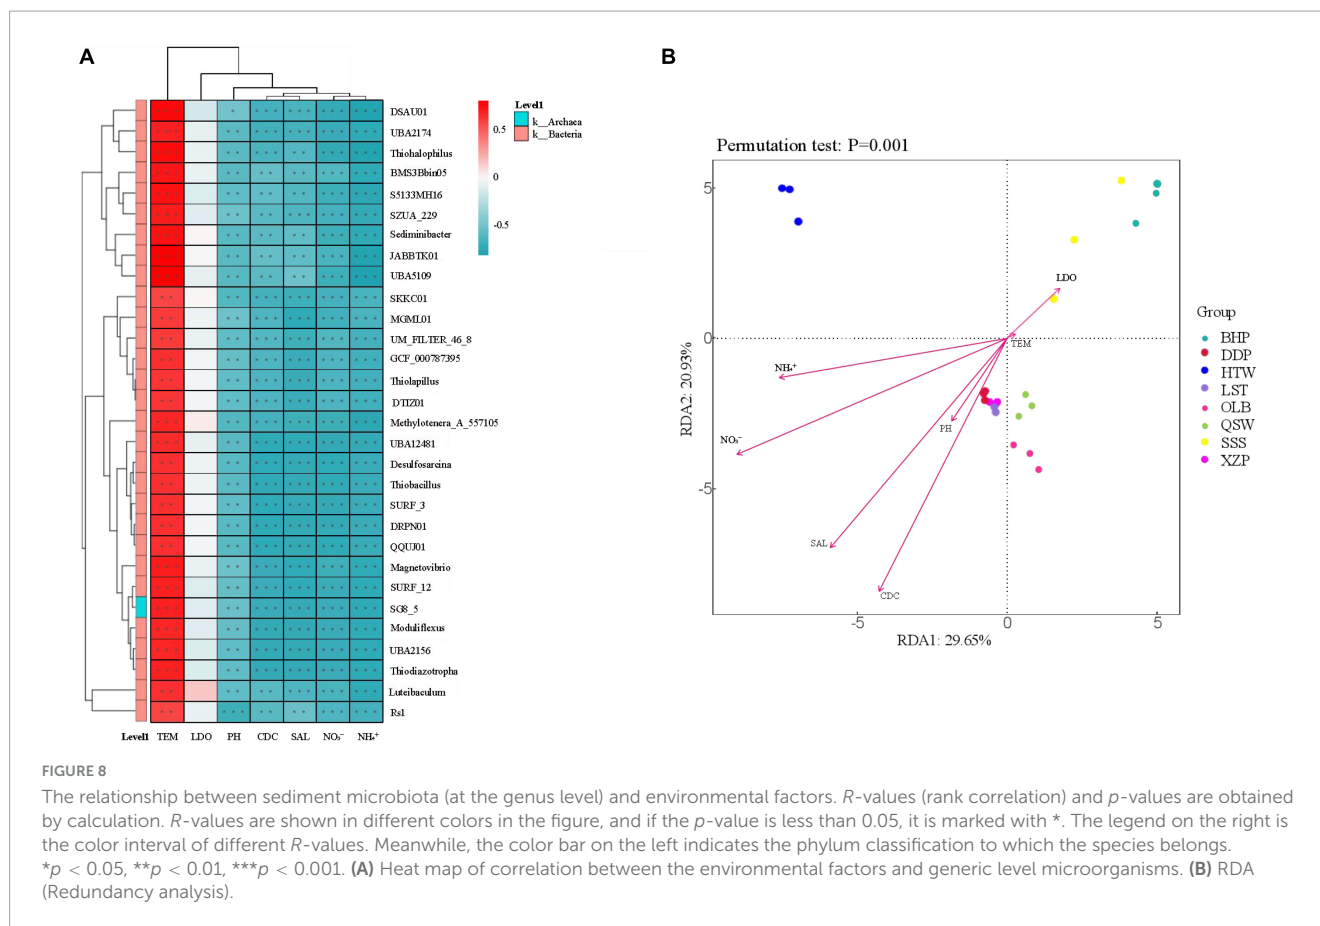 A
DSAU01
UBA2174
Thiohalophilus
BMS3Bbin05
S5133MH16
SZUA_229
Sediminibacter
JABBTK01
UBA5109
SKKC01
MGML01
UM_FILTER_46_8
GCF_000787395
Thiolapillus
DTIZ01
Methylotenera_A_557105
UBA12481
Desulfosarcina
Thiobacillus
SURF_3
DRPN01
QQUJ01
Magnetovibrio
SURF_12
SG8_5
Moduliflexus
UBA2156
Thiodiazotropha
Luteibaculum
Rs1
Level1 TEM LDO PH CDC SAL NO₃⁻ NH₄⁺
0.5
0
-0.5
Level1
k__Archaea
k__Bacteria
B
Permutation test: P=0.001
RDA2: 20.93%
5
0
-5
LDO
TEM
NH₄⁺
NO₃⁻
PH
SAL
CDC
-5 0 5
RDA1: 29.65%
Group
BHP
DDP
HTW
LST
OLB
QSW
SSS
XZP
FIGURE 8
The relationship between sediment microbiota (at the genus level) and environmental factors. R-values (rank correlation) and p-values are obtained
by calculation. R-values are shown in different colors in the figure, and if the p-value is less than 0.05, it is marked with *. The legend on the right is
the color interval of different R-values. Meanwhile, the color bar on the left indicates the phylum classification to which the species belongs.
*p < 0.05, **p < 0.01, ***p < 0.001. (A) Heat map of correlation between the environmental factors and generic level microorganisms. (B) RDA
(Redundancy analysis).